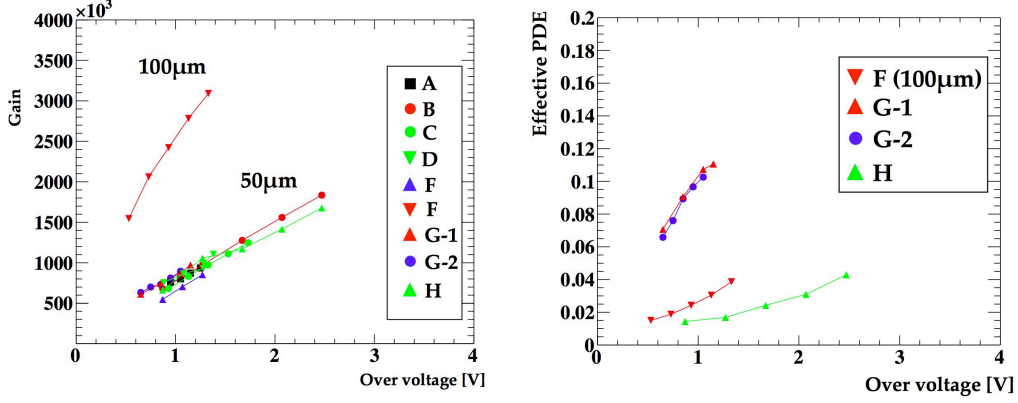 ×10³
4000
3500
3000
2500
2000
1500
1000
500
0
1
2
3
4
Gain
Over voltage [V]
100μm
50μm
A
B
C
D
F
F
G-1
G-2
H
0.2
0.18
0.16
0.14
0.12
0.1
0.08
0.06
0.04
0.02
0
0
1
2
3
4
Effective PDE
Over voltage [V]
F (100μm)
G-1
G-2
H